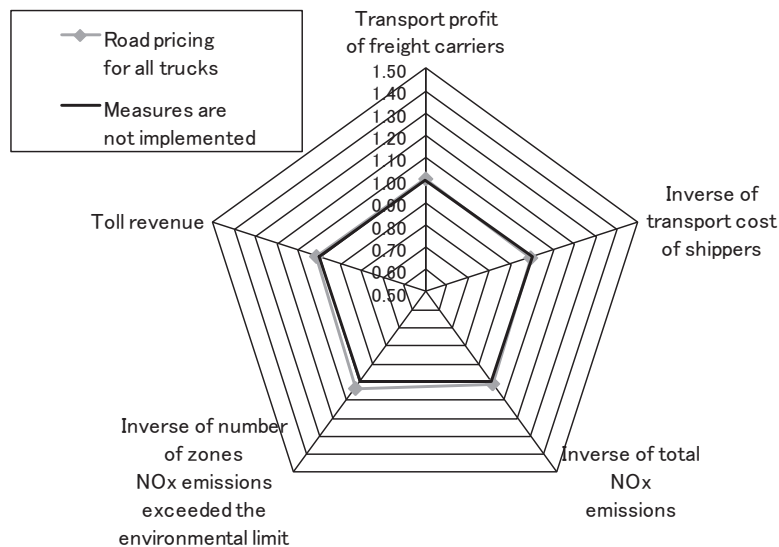 Road pricing
for all trucks
Measures are
not implemented
Transport profit
of freight carriers
1.50
1.40
1.30
1.20
1.10
1.00
0.90
0.80
0.70
0.60
0.50
Inverse of
transport cost
of shippers
Inverse of total
NOx
emissions
Inverse of number
of zones
NOx emissions
exceeded the
environmental limit
Toll revenue